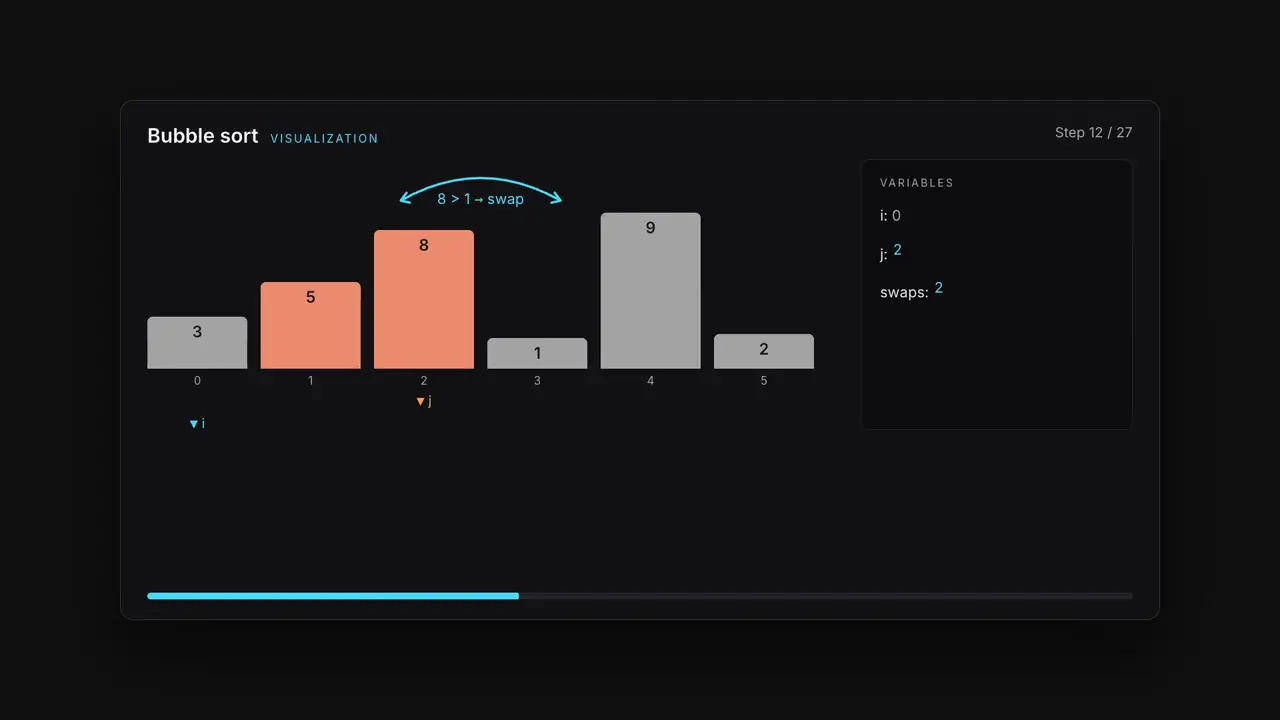 Bubble sort VISUALIZATION
Step 12 / 27
8 > 1 → swap
3 5 8 1 9 2
0 1 2 3 4 5
▼ j
▼ i
VARIABLES
i: 0
j: 2
swaps: 2